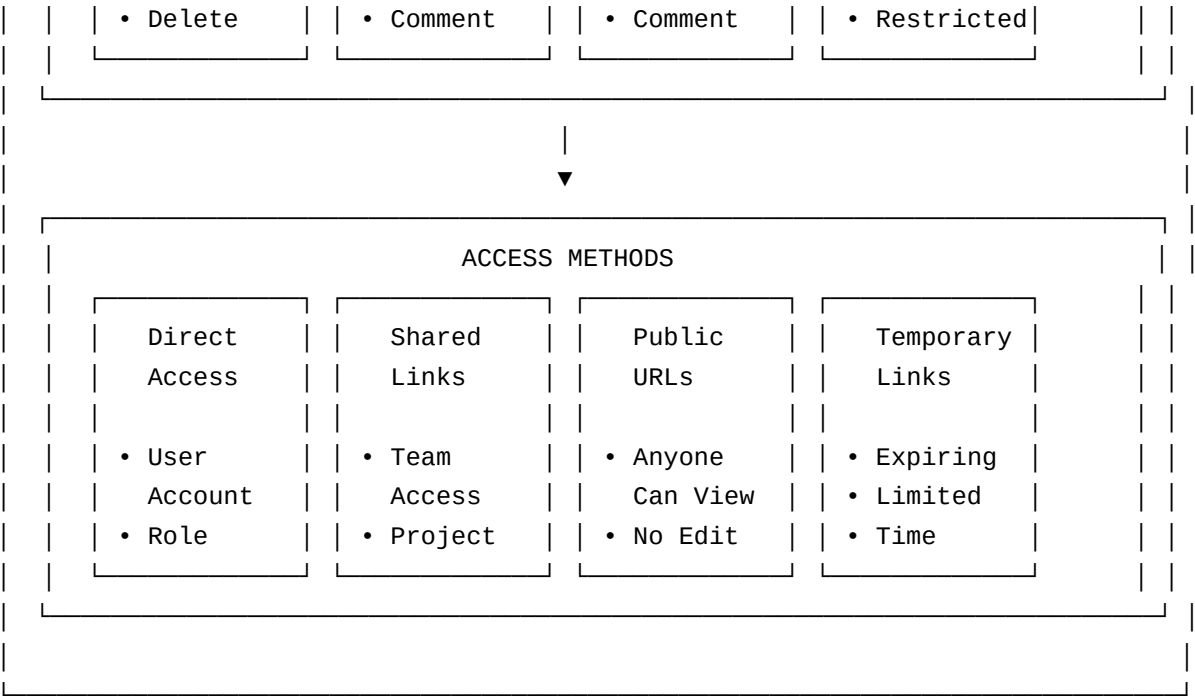 • Delete • Comment • Comment • Restricted
▼
ACCESS METHODS
Direct Shared Public Temporary
Access Links URLs Links
• User • Team • Anyone • Expiring
Account Access Can View • Limited
• Role • Project • No Edit • Time